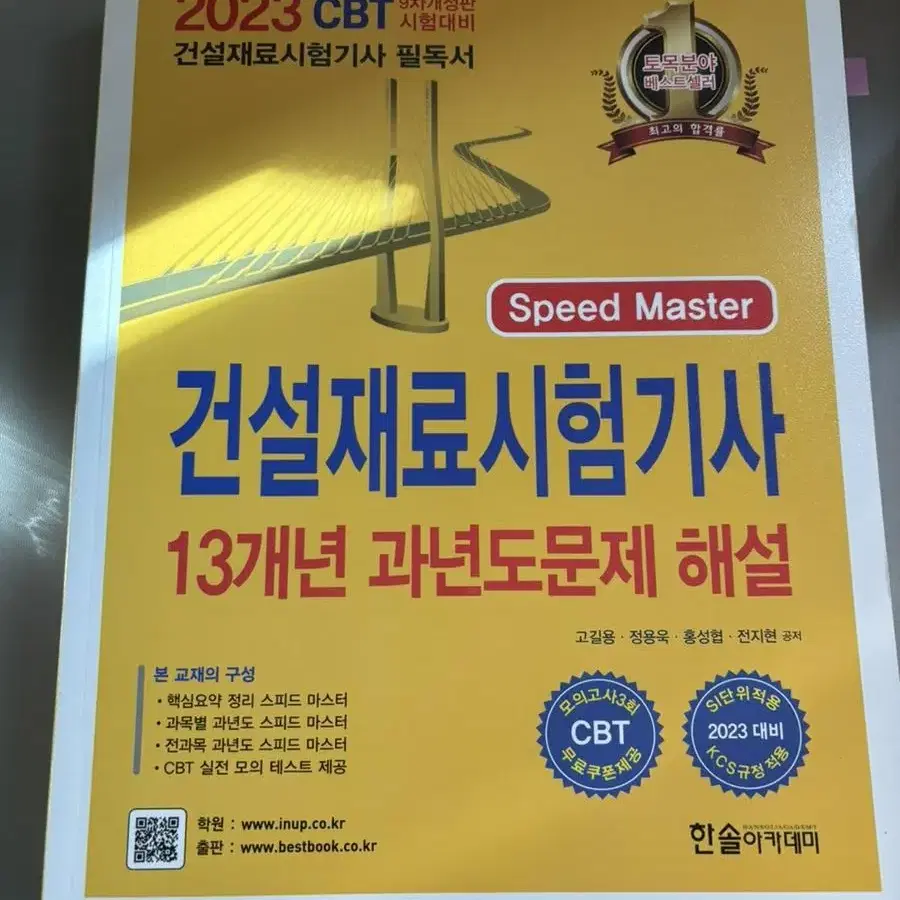 2023 CBT 9차개정판 시험대비
건설재료시험기사 필독서
1
토목분야
베스트셀러
최고의 합격률
Speed Master
건설재료시험기사
13개년 과년도문제 해설
고길용 · 정용욱 · 홍성협 · 전지현 공저
본 교재의 구성
· 핵심요약 정리 스피드 마스터
· 과목별 과년도 스피드 마스터
· 전과목 과년도 스피드 마스터
· CBT 실전 모의 테스트 제공
모의고사3회
CBT
무료쿠폰제공
SI단위적용
2023 대비
KCS규정 적용
학원 : www.inup.co.kr
출판 : www.bestbook.co.kr
HANSOL ACADEMY
한솔아카데미